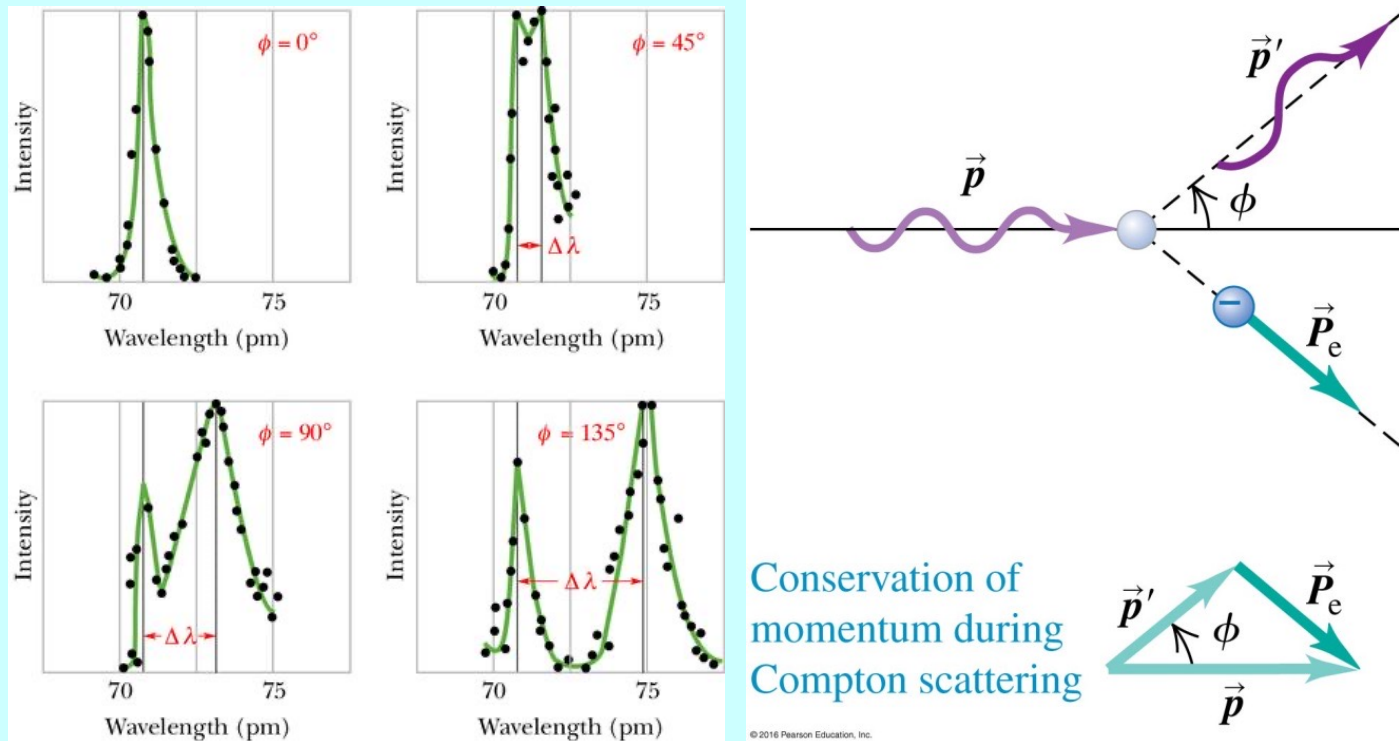 ϕ = 0°
Intensity
70 75
Wavelength (pm)
ϕ = 45°
Intensity
Δλ
70 75
Wavelength (pm)
ϕ = 90°
Intensity
Δλ
70 75
Wavelength (pm)
ϕ = 135°
Intensity
Δλ
70 75
Wavelength (pm)
p⃗′
p⃗
ϕ
−
P⃗e
Conservation of
momentum during
Compton scattering
p⃗′
ϕ
P⃗e
p⃗
© 2016 Pearson Education, Inc.